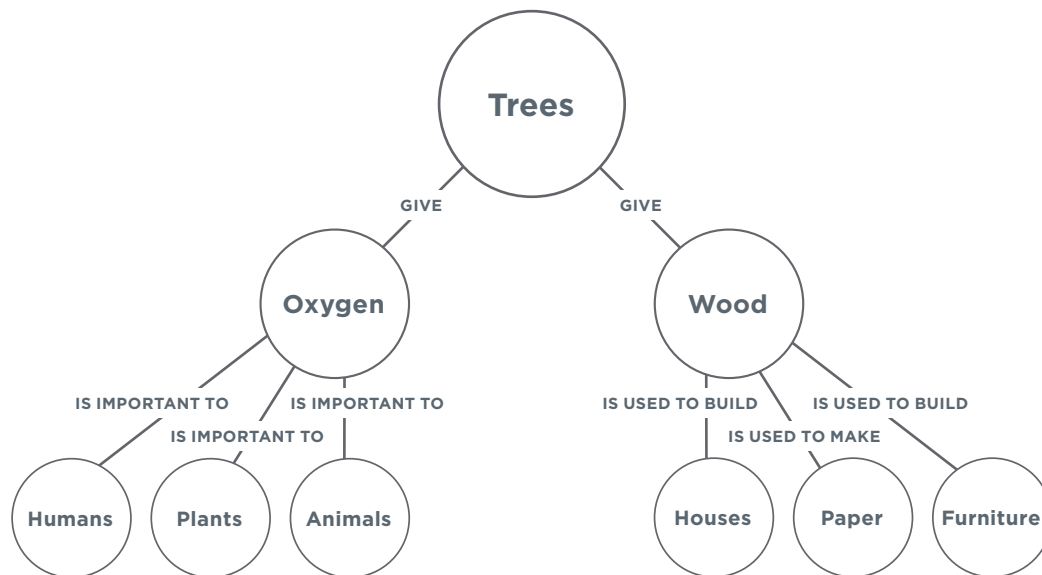 Trees
GIVE
GIVE
Oxygen
Wood
IS IMPORTANT TO
IS IMPORTANT TO
IS USED TO BUILD
IS USED TO BUILD
IS IMPORTANT TO
IS USED TO MAKE
Humans
Plants
Animals
Houses
Paper
Furniture